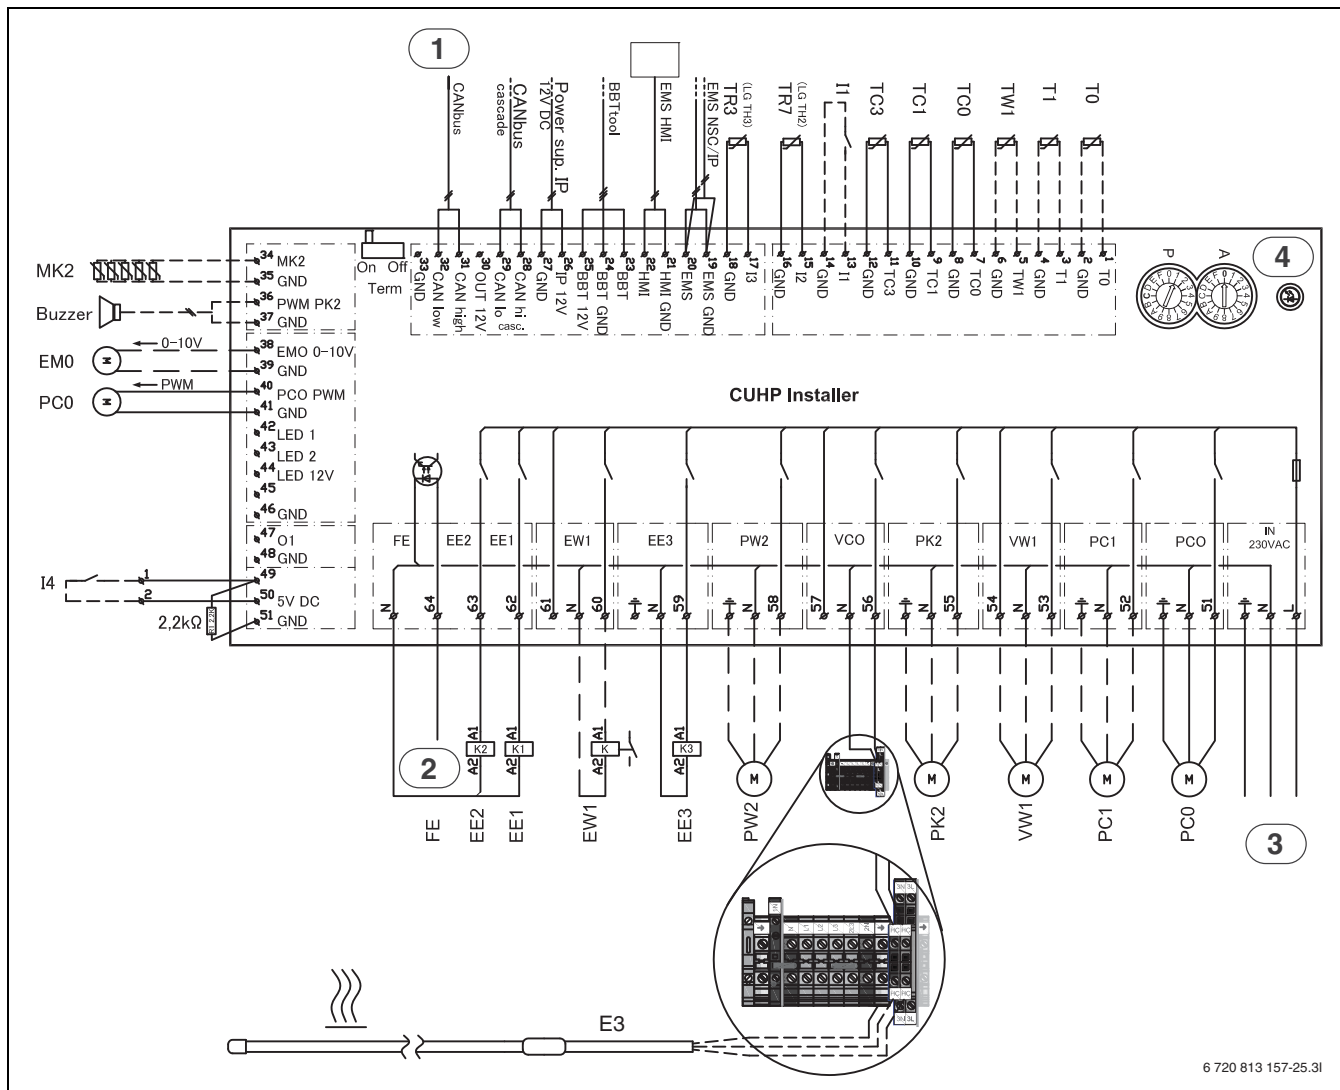 1
CANbus
CANbus
cascade
Power sup. IP
12V DC
BBTtool
EMS HMI
EMS NSC/IP
TR3
(LG TH3)
TR7
(LG TH2)
I1
TC3
TC1
TC0
TW1
T1
T0
33 GND
32 CAN low
31 CAN high
30 OUT 12V
29 CAN lo
28 CAN hi
casc.
27 GND
26 IP 12V
25 BBT 12V
24 BBT GND
23 BBT
22 HMI
21 HMI GND
20 EMS
19 EMS GND
18 GND
17 I3
16 GND
15 I2
14 GND
13 I1
12 GND
11 TC3
10 GND
9 TC1
8 GND
7 TC0
6 GND
5 TW1
4 GND
3 T1
2 GND
1 T0
On Off
Term
P
A
4
MK2
34 MK2
35 GND
Buzzer
36 PWM PK2
37 GND
EM0
0-10V
38 EMO 0-10V
39 GND
PC0
M
M
PWM
40 PCO PWM
41 GND
42 LED 1
43 LED 2
44 LED 12V
45
46 GND
47 O1
48 GND
I4
1
2
49
50 5V DC
51 GND
2,2kΩ
CUHP Installer
FE
EE2
EE1
EW1
EE3
PW2
VCO
PK2
VW1
PC1
PCO
IN
230VAC
N
64
63
62
61
N
60
N
59
N
58
57
N
56
N
55
54
N
53
N
52
N
51
N
L
A1
K2
A2
A1
K1
A2
A1
K
A2
A1
K3
A2
M
M
M
M
M
2
FE
EE2
EE1
EW1
EE3
PW2
PK2
VW1
PC1
PC0
3
3N 3L
N L1 L2 L3
3N 3L
E3
6 720 813 157-25.3I